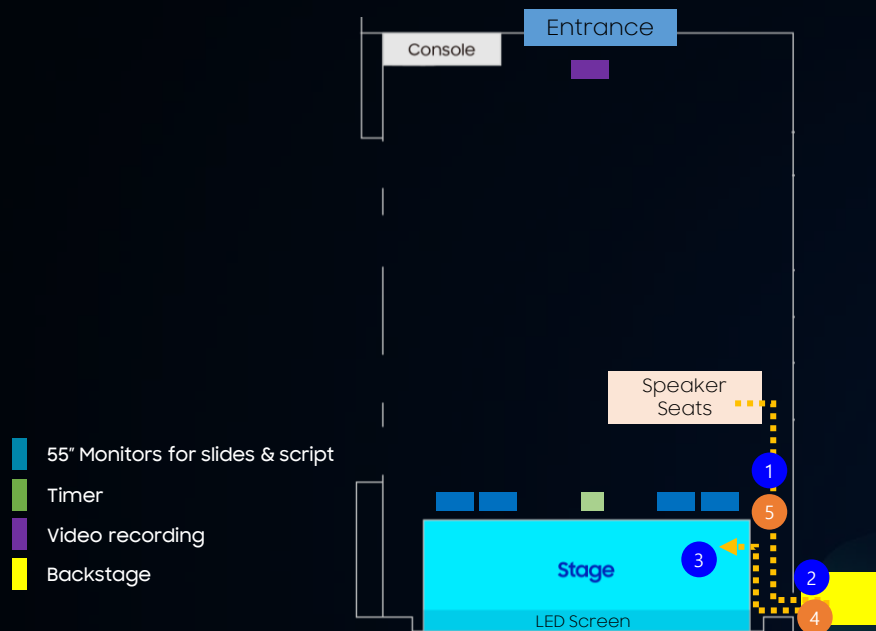 Entrance
Console
Speaker
Seats
1
5
2
3
4
Stage
LED Screen
55” Monitors for slides & script
Timer
Video recording
Backstage